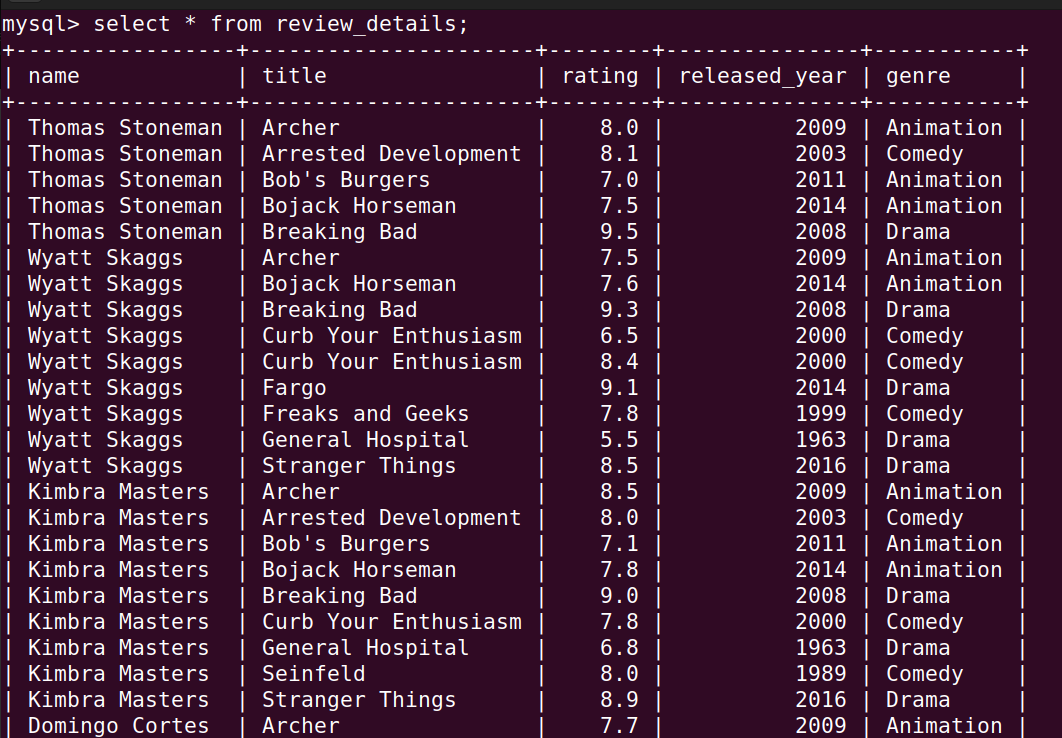 mysql> select * from review_details;
+-----------------+----------------------+--------+---------------+-----------+
| name            | title                | rating | released_year | genre     |
+-----------------+----------------------+--------+---------------+-----------+
| Thomas Stoneman | Archer               |    8.0 |          2009 | Animation |
| Thomas Stoneman | Arrested Development |    8.1 |          2003 | Comedy    |
| Thomas Stoneman | Bob's Burgers        |    7.0 |          2011 | Animation |
| Thomas Stoneman | Bojack Horseman      |    7.5 |          2014 | Animation |
| Thomas Stoneman | Breaking Bad         |    9.5 |          2008 | Drama     |
| Wyatt Skaggs    | Archer               |    7.5 |          2009 | Animation |
| Wyatt Skaggs    | Bojack Horseman      |    7.6 |          2014 | Animation |
| Wyatt Skaggs    | Breaking Bad         |    9.3 |          2008 | Drama     |
| Wyatt Skaggs    | Curb Your Enthusiasm |    6.5 |          2000 | Comedy    |
| Wyatt Skaggs    | Curb Your Enthusiasm |    8.4 |          2000 | Comedy    |
| Wyatt Skaggs    | Fargo                |    9.1 |          2014 | Drama     |
| Wyatt Skaggs    | Freaks and Geeks     |    7.8 |          1999 | Comedy    |
| Wyatt Skaggs    | General Hospital     |    5.5 |          1963 | Drama     |
| Wyatt Skaggs    | Stranger Things      |    8.5 |          2016 | Drama     |
| Kimbra Masters  | Archer               |    8.5 |          2009 | Animation |
| Kimbra Masters  | Arrested Development |    8.0 |          2003 | Comedy    |
| Kimbra Masters  | Bob's Burgers        |    7.1 |          2011 | Animation |
| Kimbra Masters  | Bojack Horseman      |    7.8 |          2014 | Animation |
| Kimbra Masters  | Breaking Bad         |    9.0 |          2008 | Drama     |
| Kimbra Masters  | Curb Your Enthusiasm |    7.8 |          2000 | Comedy    |
| Kimbra Masters  | General Hospital     |    6.8 |          1963 | Drama     |
| Kimbra Masters  | Seinfeld             |    8.0 |          1989 | Comedy    |
| Kimbra Masters  | Stranger Things      |    8.9 |          2016 | Drama     |
| Domingo Cortes  | Archer               |    7.7 |          2009 | Animation |